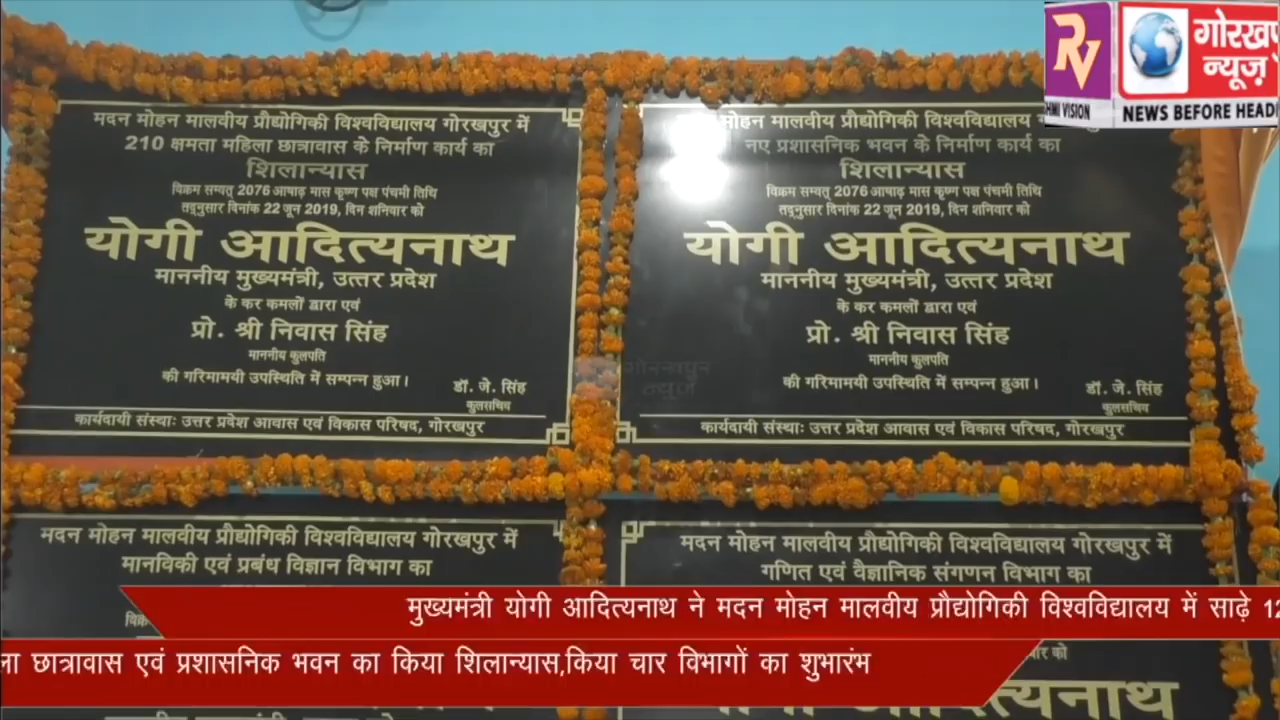 मदन मोहन मालवीय प्रौद्योगिकी विश्वविद्यालय गोरखपुर में
210 क्षमता महिला छात्रावास के निर्माण कार्य का
शिलान्यास
विक्रम सम्वत् 2076 आषाढ़ मास कृष्ण पक्ष पंचमी तिथि
तद्नुसार दिनांक 22 जून 2019, दिन शनिवार को
योगी आदित्यनाथ
माननीय मुख्यमंत्री, उत्तर प्रदेश
के कर कमलों द्वारा एवं
प्रो. श्री निवास सिंह
माननीय कुलपति
की गरिमामयी उपस्थिति में सम्पन्न हुआ।
डॉ. जे. सिंह
कुलसचिव
कार्यदायी संस्थाः उत्तर प्रदेश आवास एवं विकास परिषद, गोरखपुर
मोहन मालवीय प्रौद्योगिकी विश्वविद्यालय
नए प्रशासनिक भवन के निर्माण कार्य का
शिलान्यास
विक्रम सम्वत् 2076 आषाढ़ मास कृष्ण पक्ष पंचमी तिथि
तद्नुसार दिनांक 22 जून 2019, दिन शनिवार को
योगी आदित्यनाथ
माननीय मुख्यमंत्री, उत्तर प्रदेश
के कर कमलों द्वारा एवं
प्रो. श्री निवास सिंह
माननीय कुलपति
की गरिमामयी उपस्थिति में सम्पन्न हुआ।
डॉ. जे. सिंह
कुलसचिव
कार्यदायी संस्थाः उत्तर प्रदेश आवास एवं विकास परिषद, गोरखपुर
मदन मोहन मालवीय प्रौद्योगिकी विश्वविद्यालय गोरखपुर में
मानविकी एवं प्रबंध विज्ञान विभाग का
मदन मोहन मालवीय प्रौद्योगिकी विश्वविद्यालय गोरखपुर में
गणित एवं वैज्ञानिक संगणन विभाग का
RV
VISION
न्यूज़
NEWS BEFORE
गोरखपुर
न्यूज़
मुख्यमंत्री योगी आदित्यनाथ ने मदन मोहन मालवीय प्रौद्योगिकी विश्वविद्यालय में साढ़े 12
ला छात्रावास एवं प्रशासनिक भवन का किया शिलान्यास,किया चार विभागों का शुभारंभ